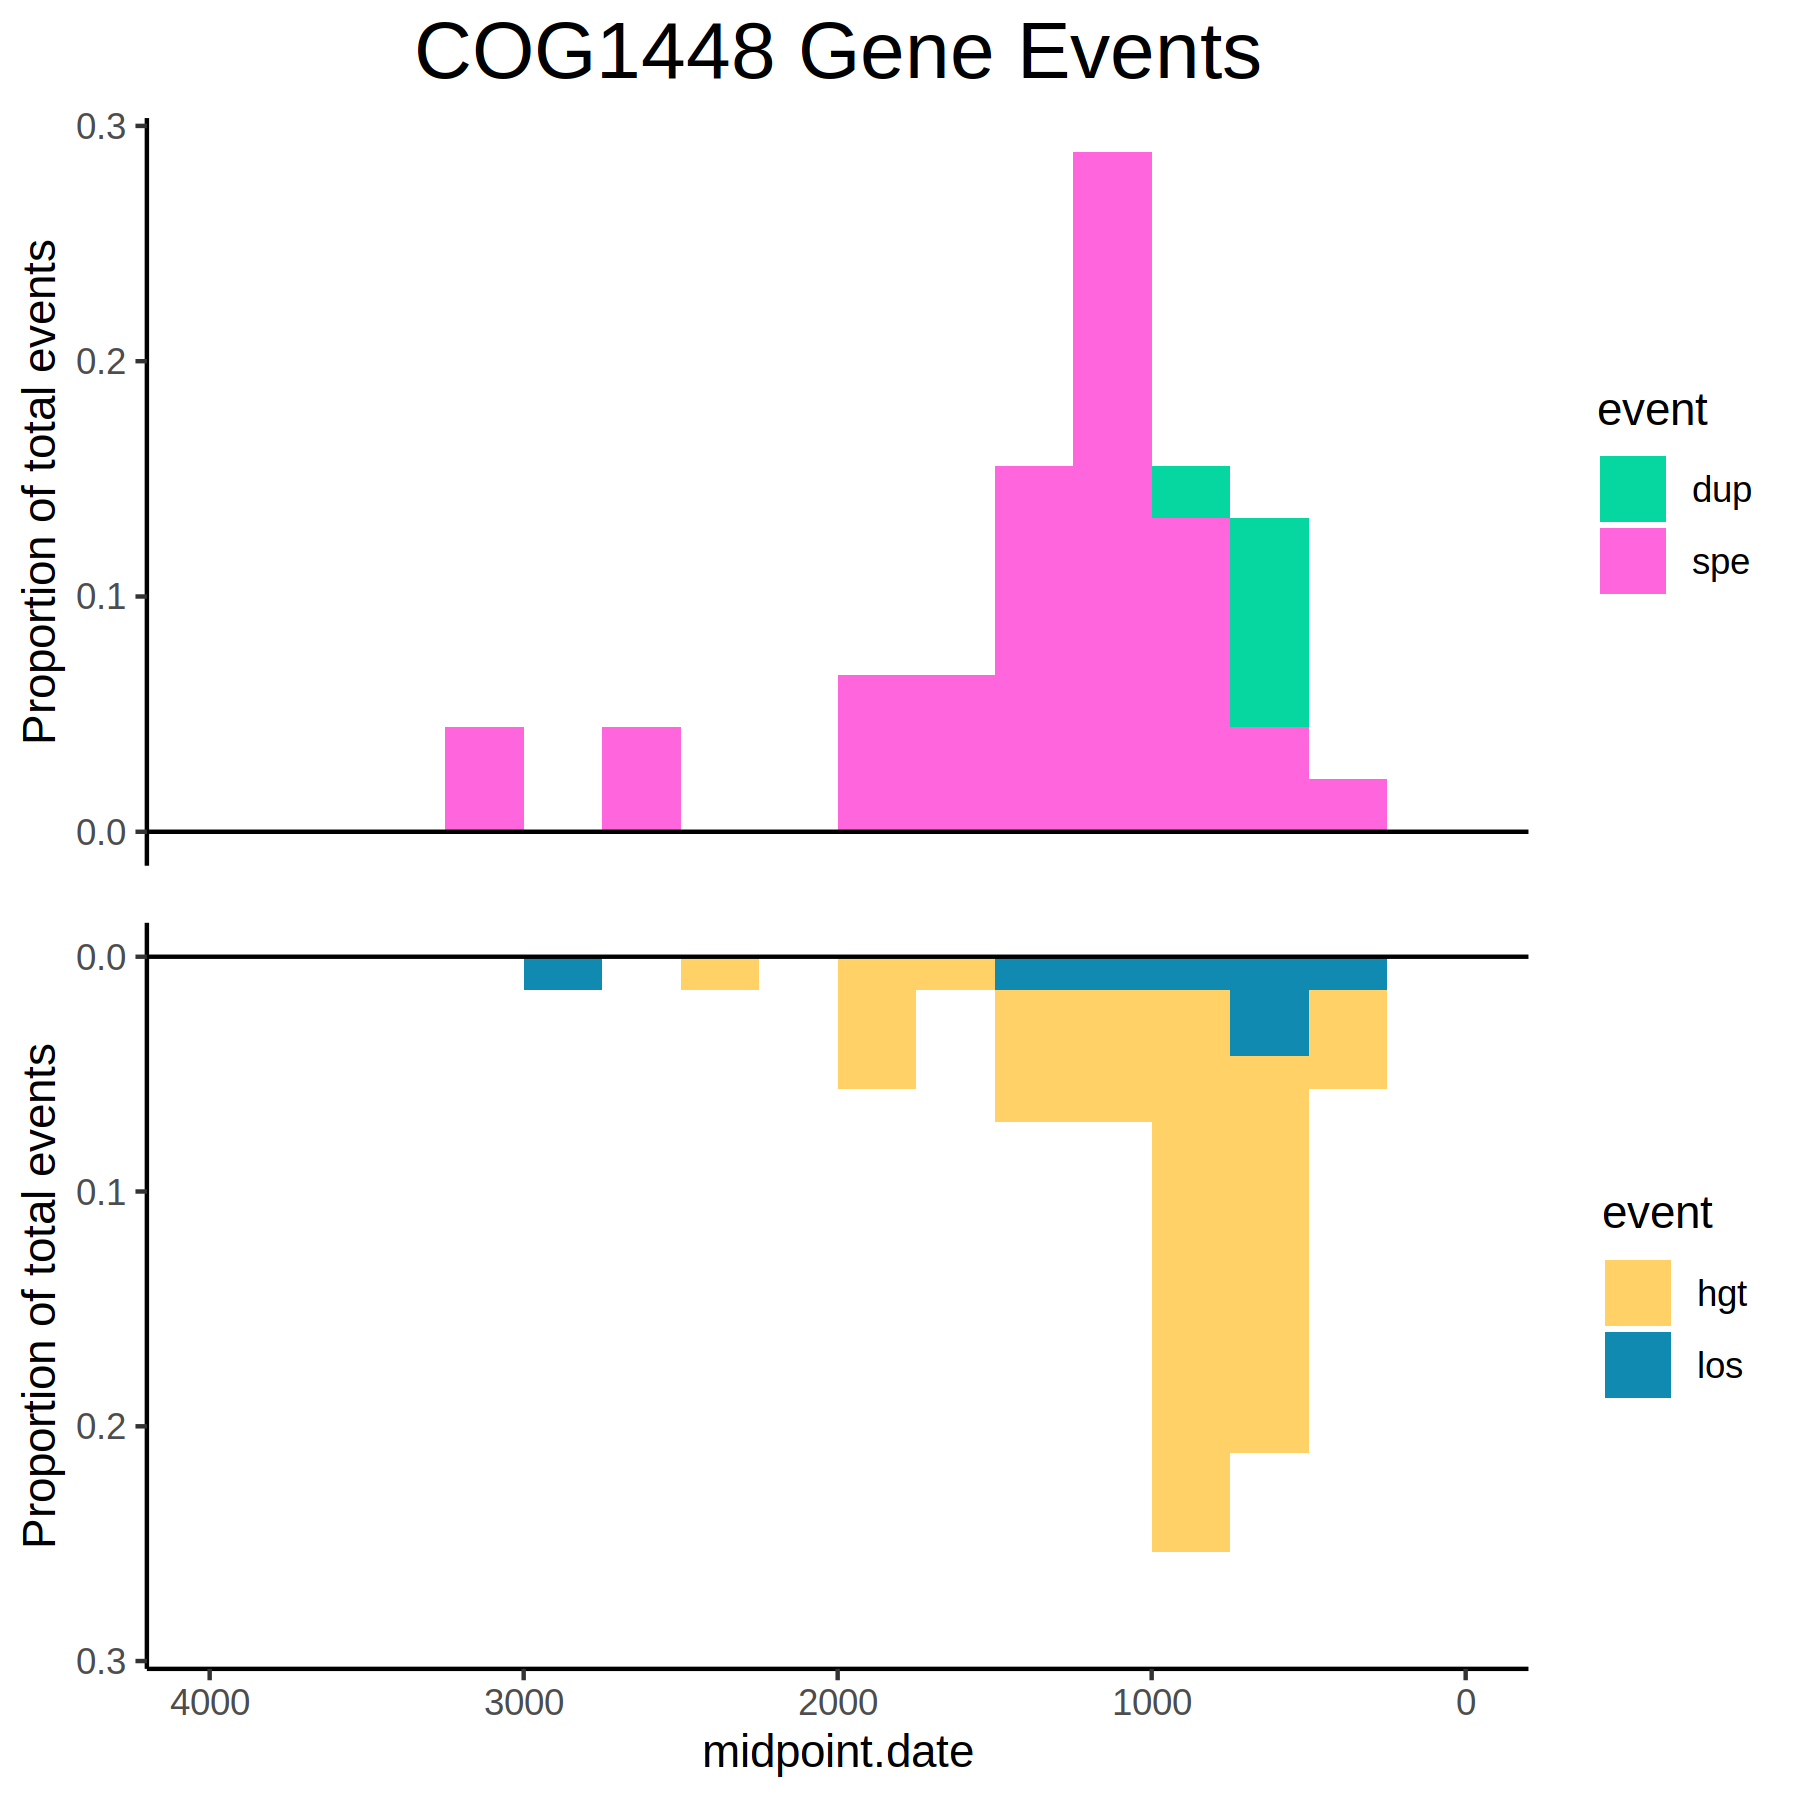 COG1448 Gene Events
0.3
0.2
0.1
0.0
Proportion of total events
event
dup
spe
0.0
0.1
0.2
0.3
Proportion of total events
event
hgt
los
4000 3000 2000 1000 0
midpoint.date